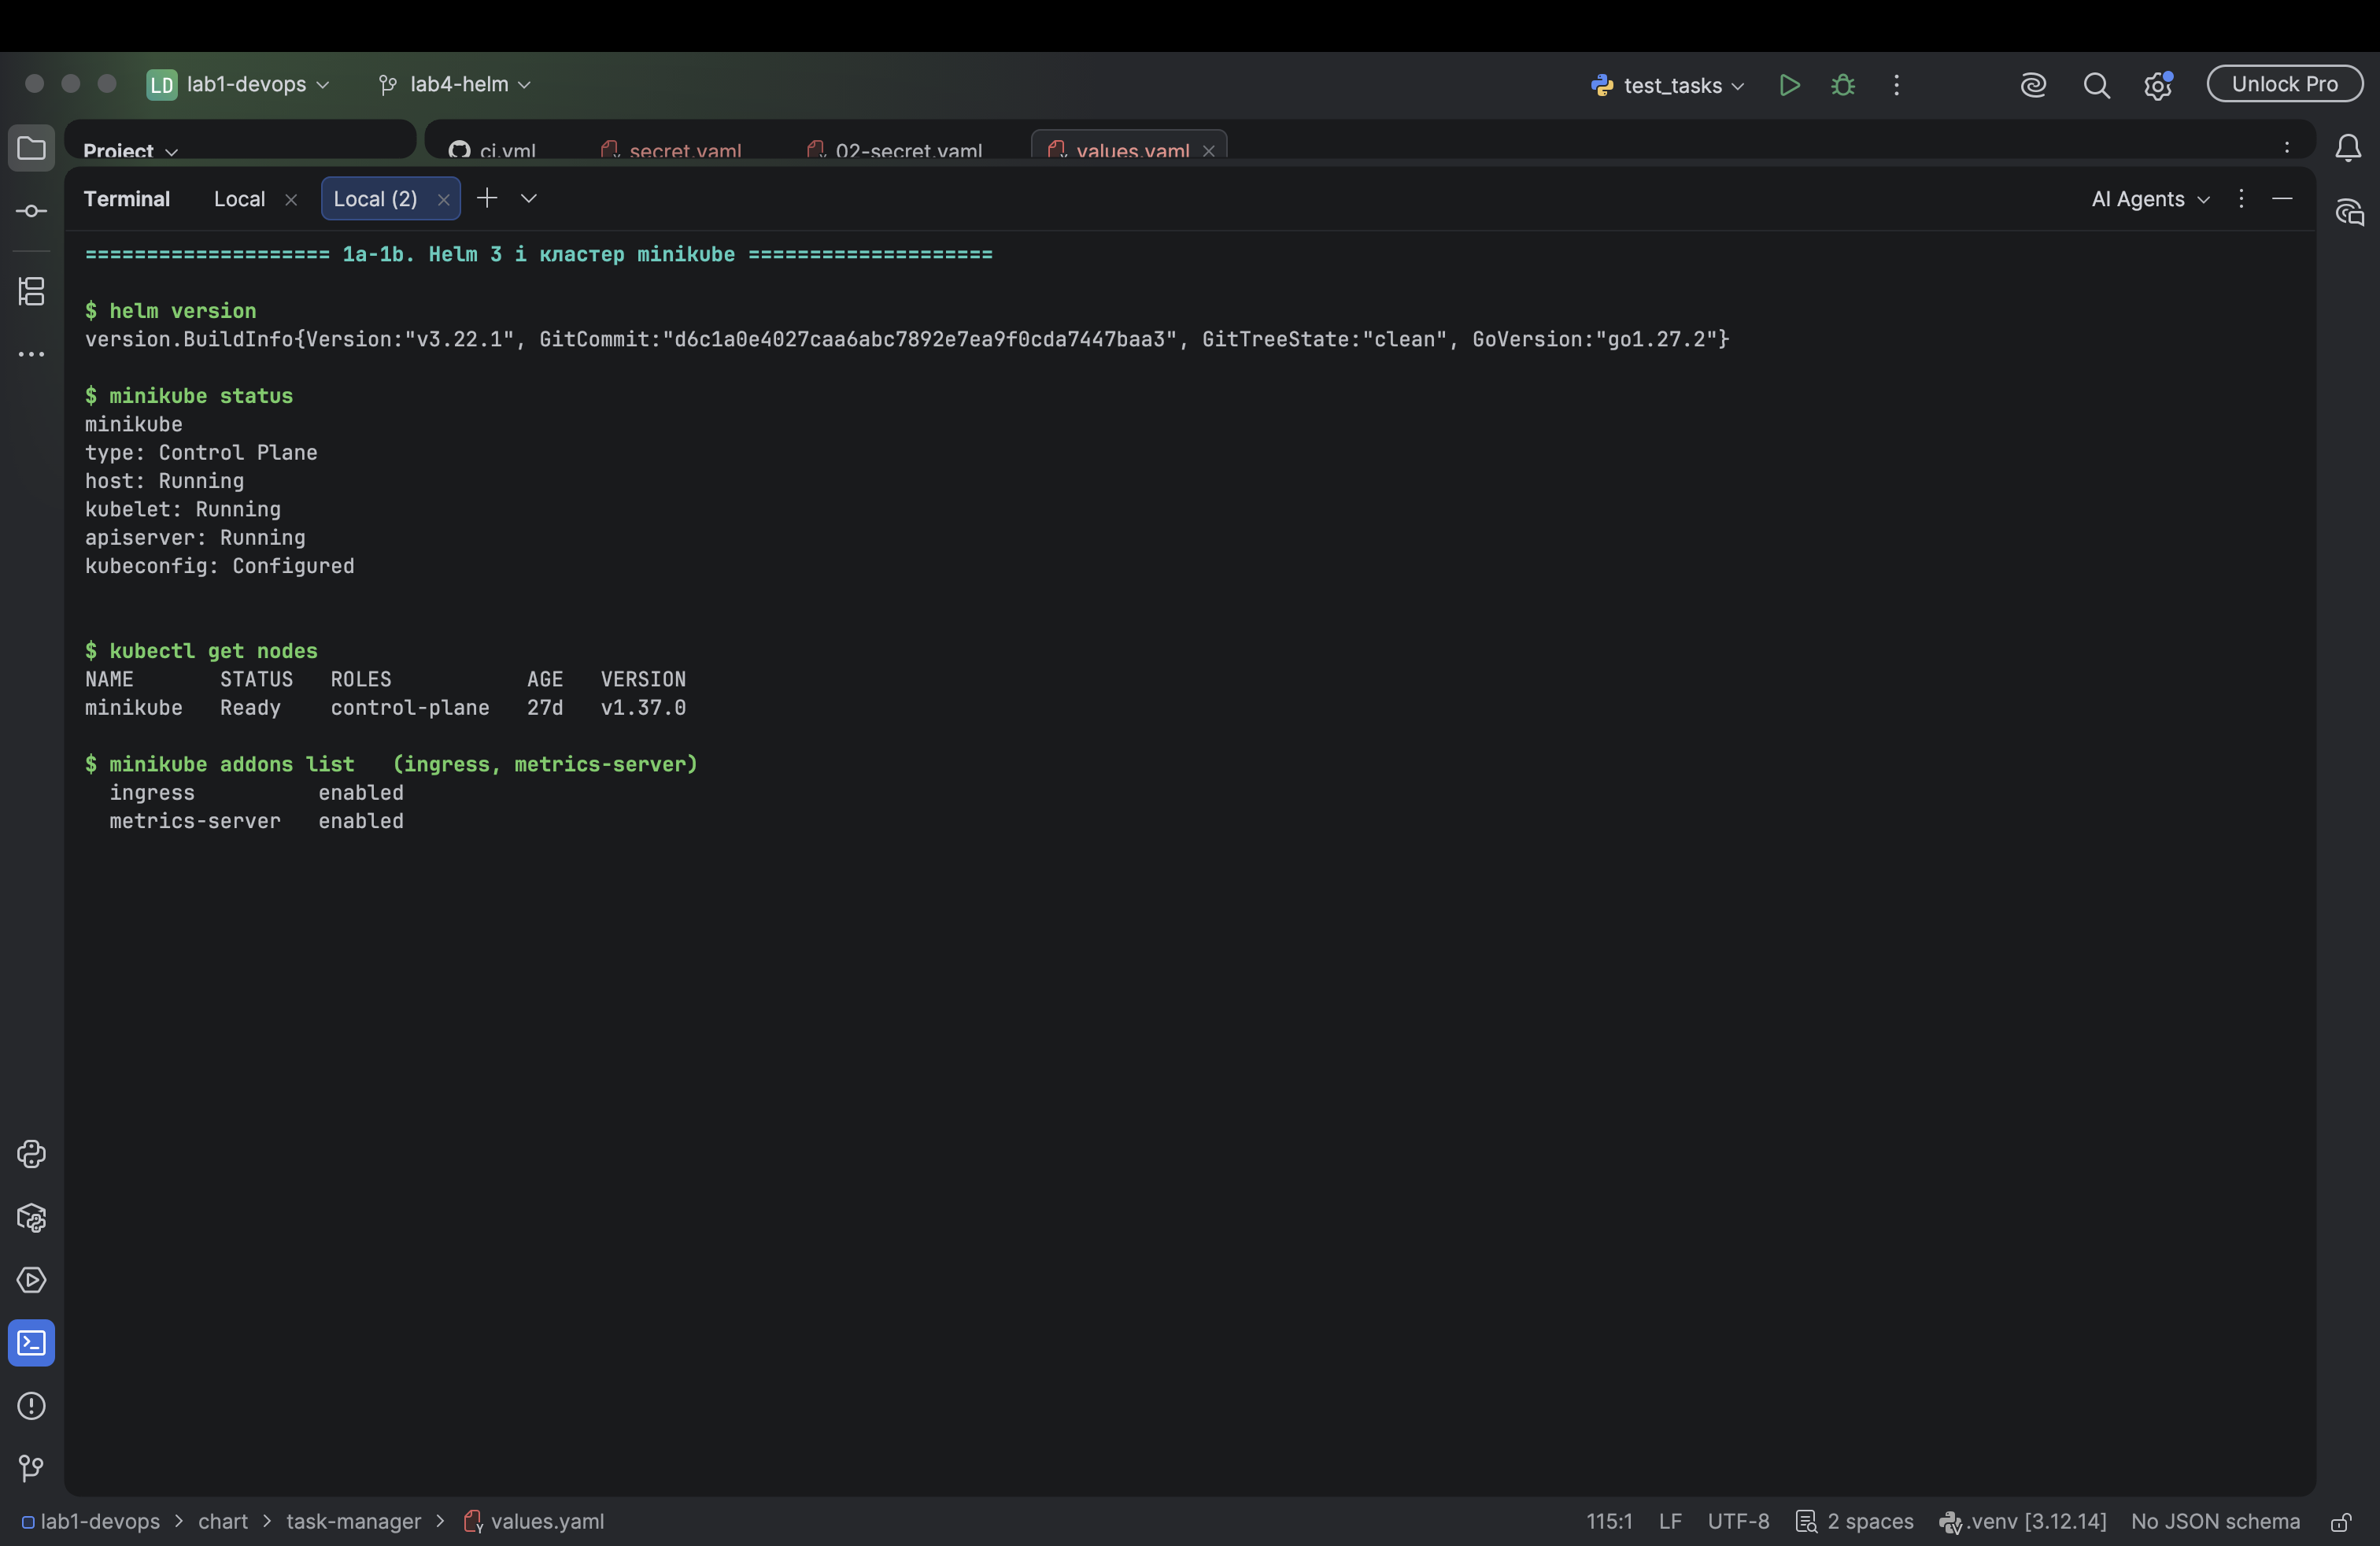 LD lab1-devops lab4-helm test_tasks Unlock Pro
Project ci.yml secret.yaml 02-secret.yaml values.yaml
Terminal Local Local (2) AI Agents
==================== 1a-1b. Helm 3 і кластер minikube ====================
$ helm version
version.BuildInfo{Version:"v3.22.1", GitCommit:"d6c1a0e4027caa6abc7892e7ea9f0cda7447baa3", GitTreeState:"clean", GoVersion:"go1.27.2"}
$ minikube status
minikube
type: Control Plane
host: Running
kubelet: Running
apiserver: Running
kubeconfig: Configured
$ kubectl get nodes
NAME STATUS ROLES AGE VERSION
minikube Ready control-plane 27d v1.37.0
$ minikube addons list (ingress, metrics-server)
ingress enabled
metrics-server enabled
lab1-devops > chart > task-manager > values.yaml 115:1 LF UTF-8 2 spaces .venv [3.12.14] No JSON schema